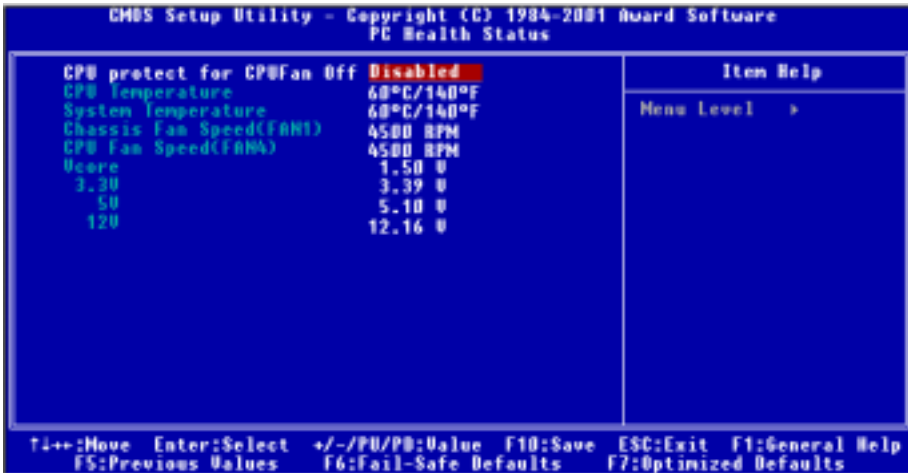 CMOS Setup Utility - Copyright (C) 1984-2001 Award Software
PC Health Status
CPU protect for CPUFan Off Disabled
CPU Temperature 60°C/140°F
System Temperature 60°C/140°F
Chassis Fan Speed(FAN1) 4500 RPM
CPU Fan Speed(FAN4) 4500 RPM
Vcore 1.50 V
3.3V 3.39 V
5V 5.10 V
12V 12.16 V
Item Help
Menu Level ▸
↑↓→←:Move Enter:Select +/-/PU/PD:Value F10:Save ESC:Exit F1:General Help
F5:Previous Values F6:Fail-Safe Defaults F7:Optimized Defaults